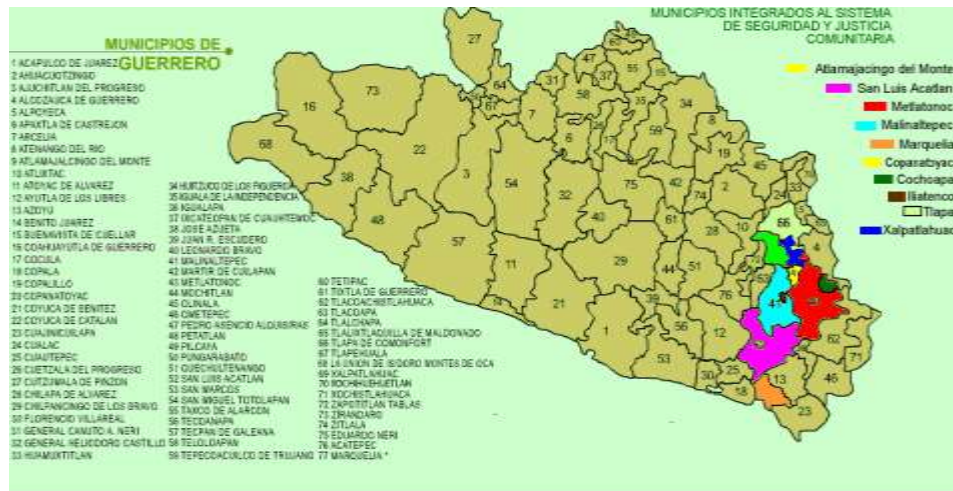 MUNICIPIOS INTEGRADOS AL SISTEMA
DE SEGURIDAD Y JUSTICIA
COMUNITARIA
MUNICIPIOS DE
GUERRERO
1 ACAPULCO DE JUAREZ
2 AHUACUOTZINGO
3 AJUCHITLAN DEL PROGRESO
4 ALCOZAUCA DE GUERRERO
5 ALPOYECA
6 APAXTLA DE CASTREJON
7 ARCELIA
8 ATENANGO DEL RIO
9 ATLAMAJALCINGO DEL MONTE
10 ATLIXTAC
11 ATOYAC DE ALVAREZ
12 AYUTLA DE LOS LIBRES
13 AZOYU
14 BENITO JUAREZ
15 BUENAVISTA DE CUELLAR
16 COAHUAYUTLA DE GUERRERO
17 COCULA
18 COPALA
19 COPALILLO
20 COPANATOYAC
21 COYUCA DE BENITEZ
22 COYUCA DE CATALAN
23 CUAJINICUILAPA
24 CUALAC
25 CUAUTEPEC
26 CUETZALA DEL PROGRESO
27 CUTZAMALA DE PINZON
28 CHILAPA DE ALVAREZ
29 CHILPANCINGO DE LOS BRAVO
30 FLORENCIO VILLAREAL
31 GENERAL CANUTO A. NERI
32 GENERAL HELIODORO CASTILLO
33 HUAMUXTITLAN
34 HUITZUCO DE LOS FIGUEROA
35 IGUALA DE LA INDEPENDENCIA
36 IGUALAPA
37 IXCATEOPAN DE CUAUHTEMOC
38 JOSE AZUETA
39 JUAN R. ESCUDERO
40 LEONARDO BRAVO
41 MALINALTEPEC
42 MARTIR DE CUILAPAN
43 METLATONOC
44 MOCHITLAN
45 OLINALA
46 OMETEPEC
47 PEDRO ASENCIO ALQUISIRAS
48 PETATLAN
49 PILCAYA
50 PUNGARABATO
51 QUECHULTENANGO
52 SAN LUIS ACATLAN
53 SAN MARCOS
54 SAN MIGUEL TOTOLAPAN
55 TAXCO DE ALARCON
56 TECOANAPA
57 TECPAN DE GALEANA
58 TELOLOAPAN
59 TEPECOACUILCO DE TRUJANO
60 TETIPAC
61 TIXTLA DE GUERRERO
62 TLACOACHISTLAHUACA
63 TLACOAPA
64 TLALCHAPA
65 TLALIXTAQUILLA DE MALDONADO
66 TLAPA DE COMONFORT
67 TLAPEHUALA
68 LA UNION DE ISIDORO MONTES DE OCA
69 XALPATLAHUAC
70 XOCHIHUEHUETLAN
71 XOCHISTLAHUACA
72 ZAPOTITLAN TABLAS
73 ZIRANDARO
74 ZITLALA
75 EDUARDO NERI
76 ACATEPEC
77 MARQUELIA *
Atlamajacingo del Monte
San Luis Acatlan
Metlatonoc
Malinaltepec
Marquelia
Copanatoyac
Cochoapa
Iliatenco
Tlapa
Xalpatlahuac